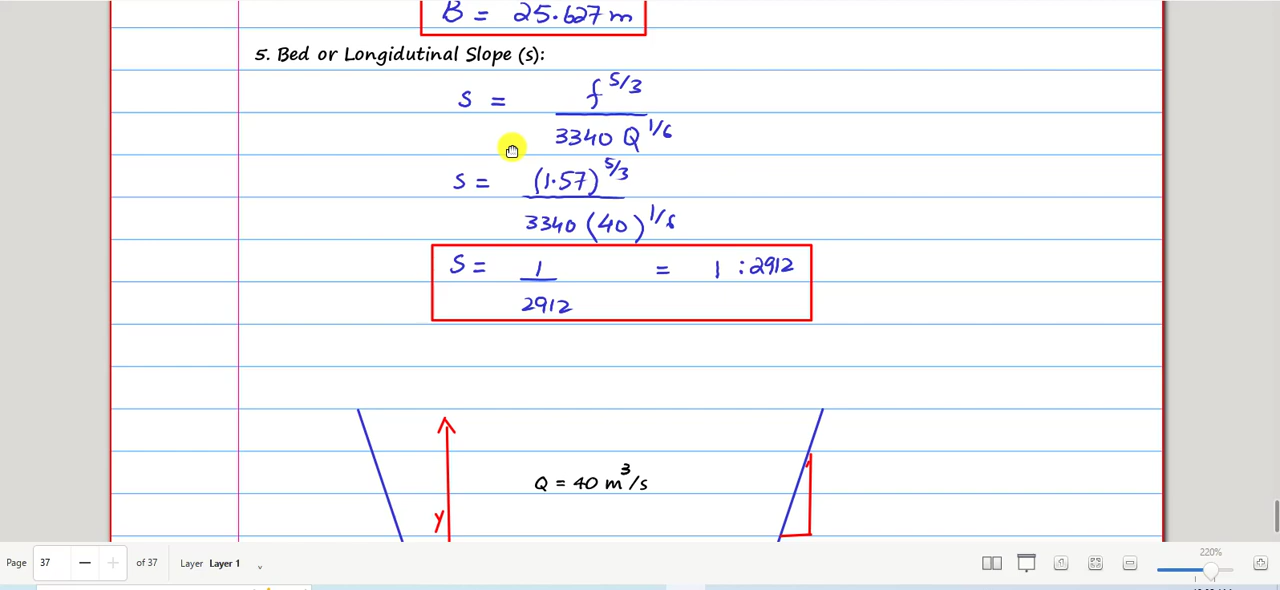 B = 25.627 m
5. Bed or Longidutinal Slope (s):
S = f^5/3 / 3340 Q^1/6
S = (1.57)^5/3 / 3340 (40)^1/6
S = 1 / 2912 = 1 : 2912
Q = 40 m^3/s
y
Page 37 of 37 Layer Layer 1
220%